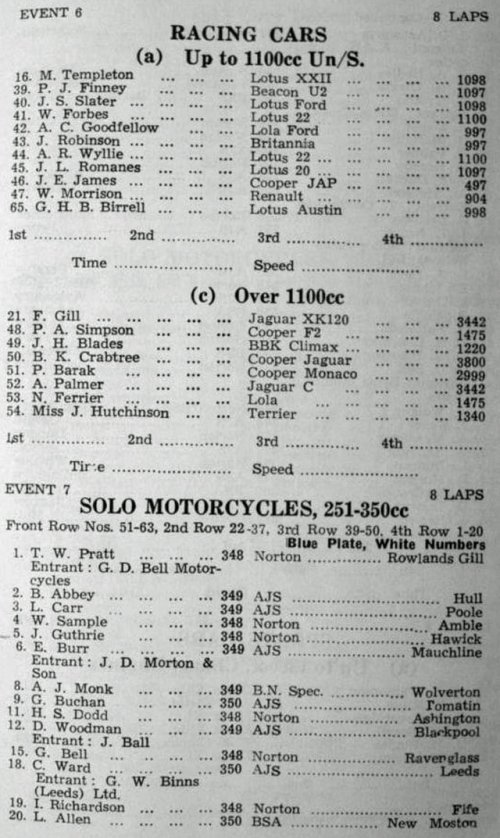 EVENT 6 8 LAPS
RACING CARS
(a) Up to 1100cc Un/S.
16. M. Templeton ... ... ... Lotus XXII ... ... ... 1098
39. P. J. Finney ... ... ... Beacon U2 ... ... ... 1097
40. J. S. Slater ... ... ... ... Lotus Ford ... ... ... 1098
41. W. Forbes ... ... ... Lotus 22 ... ... ... 1100
42. A. C. Goodfellow ... ... Lola Ford ... ... ... 997
43. J. Robinson ... ... ... ... Britannia ... ... ... 997
44. A. R. Wyllie ... ... ... ... Lotus 22 ... ... ... ... 1100
45. J. L. Romanes ... ... ... Lotus 20 ... ... ... ... 1097
46. J. E. James ... ... ... Cooper JAP ... ... ... 497
47. W. Morrison ... ... ... ... Renault ... ... ... ... 904
65. G. H. B. Birrell ... ... ... Lotus Austin ... ... ... 998
1st .............. 2nd .............. 3rd .............. 4th ..............
Time ...................... Speed ......................
(c) Over 1100cc
21. F. Gill ... ... ... ... ... Jaguar XK120 ... ... ... 3442
48. P. A. Simpson ... ... ... Cooper F2 ... ... ... 1475
49. J. H. Blades ... ... ... BBK Climax ... ... ... ... 1220
50. B. K. Crabtree ... ... ... Cooper Jaguar ... ... ... 3800
51. P. Barak ... ... ... Cooper Monaco ... ... ... 2999
52. A. Palmer ... ... ... Jaguar C ... ... ... 3442
53. N. Ferrier ... ... ... ... Lola ... ... ... ... 1475
54. Miss J. Hutchinson ... ... Terrier ... ... ... ... 1340
1st .............. 2nd .............. 3rd .............. 4th ..............
Time ...................... Speed ......................
EVENT 7 8 LAPS
SOLO MOTORCYCLES, 251-350cc
Front Row Nos. 51-63, 2nd Row 22-37, 3rd Row 39-50, 4th Row 1-20
Blue Plate, White Numbers
1. T. W. Pratt ... ... ... 348 Norton .............. Rowlands Gill
Entrant : G. D. Bell Motor-
cycles
2. B. Abbey ... ... ... 349 AJS .............. Hull
3. L. Carr ... ... ... 349 AJS .............. Poole
4 W. Sample ... ... ... 348 Norton .............. Amble
5. J. Guthrie ... ... ... 348 Norton .............. Hawick
6. E. Burr ... ... ... 349 AJS .............. Mauchline
Entrant : J. D. Morton &
Son
8. A. J. Monk ... ... ... 349 B.N. Spec. .............. Wolverton
9. G. Buchan ... ... ... 350 AJS .............. Tomatin
11. H. S. Dodd ... ... ... 348 Norton .............. Ashington
12. D. Woodman ... ... ... 349 AJS .............. Blackpool
Entrant : J. Ball
15. G. Bell ... ... ... 348 Norton .............. Ravenglass
18. C. Ward ... ... ... 350 AJS .............. Leeds
Entrant : G. W. Binns
(Leeds) Ltd.
19. I. Richardson ... ... ... 348 Norton .............. Fife
20. L. Allen ... ... ... 350 BSA .............. New Moston